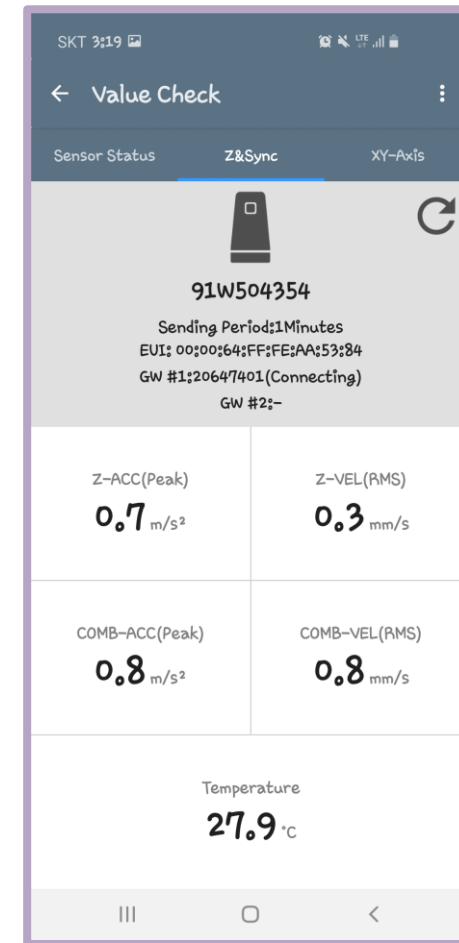 SKT 3:19
LTE
Value Check
Sensor Status Z&Sync XY-Axis
91W504354
Sending Period:1Minutes
EUI: 00:00:64:FF:FE:AA:53:84
GW #1:20647401(Connecting)
GW #2:-
Z-ACC(Peak) Z-VEL(RMS)
0.7 m/s² 0.3 mm/s
COMB-ACC(Peak) COMB-VEL(RMS)
0.8 m/s² 0.8 mm/s
Temperature
27.9 °C